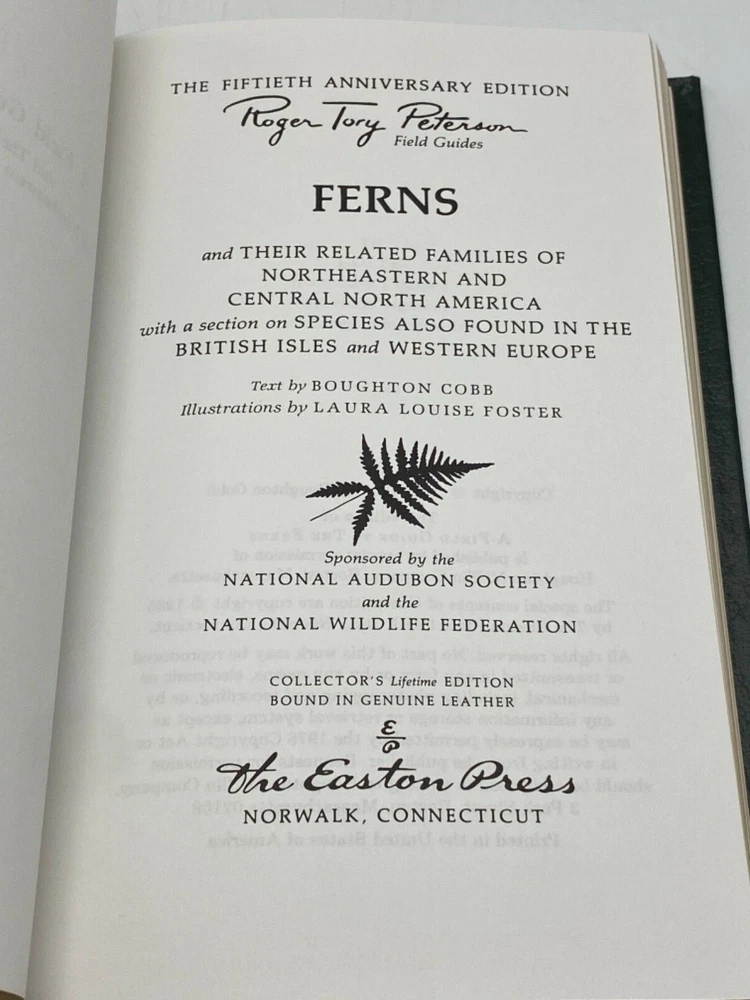 THE FIFTIETH ANNIVERSARY EDITION
Roger Tory Peterson
Field Guides
FERNS
and THEIR RELATED FAMILIES OF
NORTHEASTERN AND
CENTRAL NORTH AMERICA
with a section on SPECIES ALSO FOUND IN THE
BRITISH ISLES and WESTERN EUROPE
Text by BOUGHTON COBB
Illustrations by LAURA LOUISE FOSTER
Sponsored by the
NATIONAL AUDUBON SOCIETY
and the
NATIONAL WILDLIFE FEDERATION
COLLECTOR'S Lifetime EDITION
BOUND IN GENUINE LEATHER
E
P
The Easton Press
NORWALK, CONNECTICUT